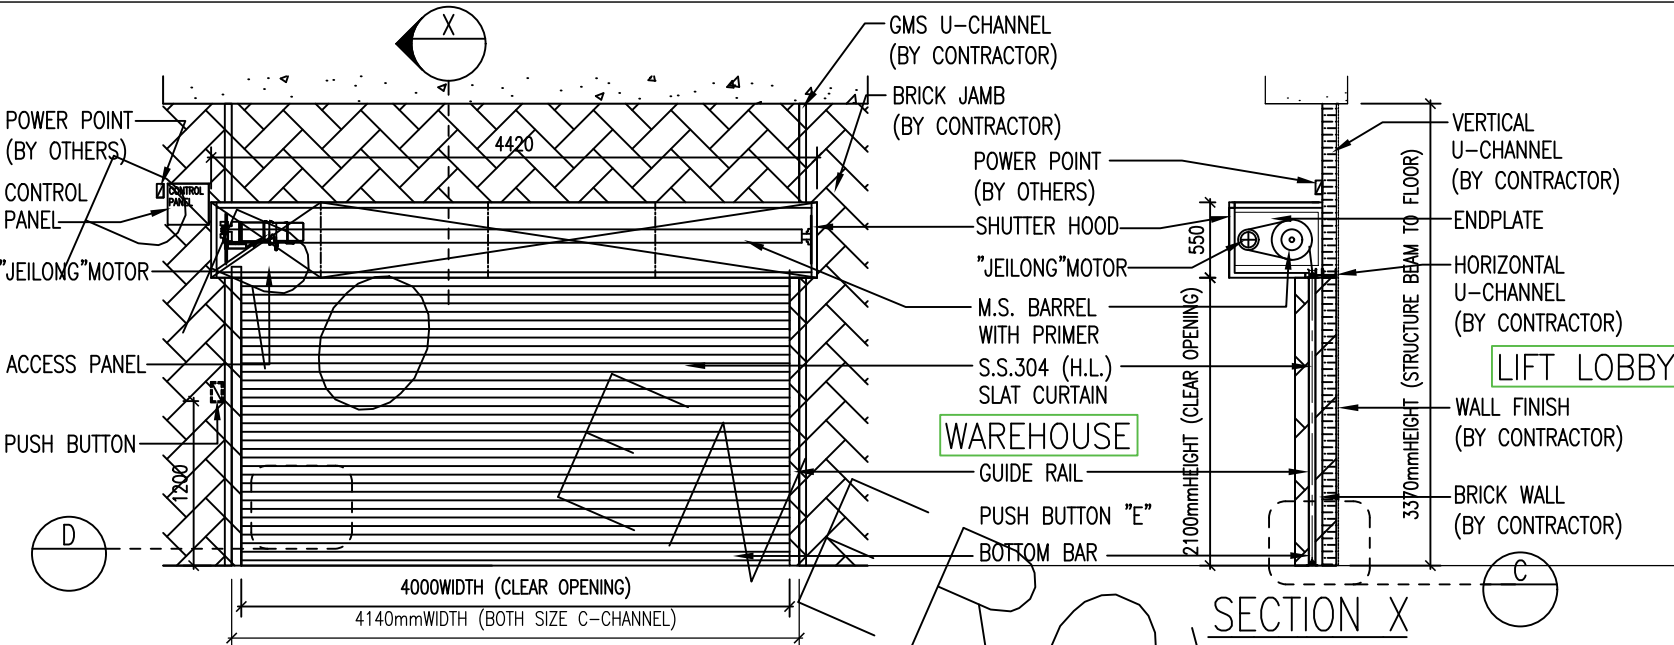 X
GMS U-CHANNEL
(BY CONTRACTOR)
BRICK JAMB
(BY CONTRACTOR)
POWER POINT
(BY OTHERS)
CONTROL
PANEL
CONTROL
PANEL
"JEILONG"MOTOR
ACCESS PANEL
PUSH BUTTON
1200
D
4420
4000WIDTH (CLEAR OPENING)
4140mmWIDTH (BOTH SIZE C-CHANNEL)
POWER POINT
(BY OTHERS)
SHUTTER HOOD
"JEILONG"MOTOR
M.S. BARREL
WITH PRIMER
S.S.304 (H.L.)
SLAT CURTAIN
WAREHOUSE
GUIDE RAIL
PUSH BUTTON "E"
BOTTOM BAR
550
2100mmHEIGHT (CLEAR OPENING)
3370mmHEIGHT (STRUCTURE BEAM TO FLOOR)
VERTICAL
U-CHANNEL
(BY CONTRACTOR)
ENDPLATE
HORIZONTAL
U-CHANNEL
(BY CONTRACTOR)
LIFT LOBBY
WALL FINISH
(BY CONTRACTOR)
BRICK WALL
(BY CONTRACTOR)
C
SECTION X